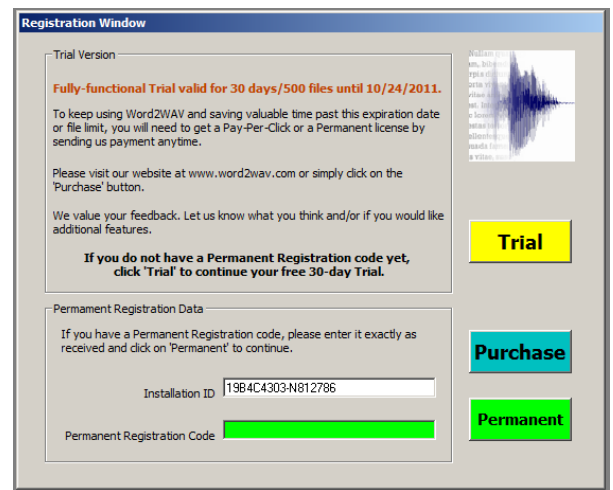 Registration Window
Trial Version
Fully-functional Trial valid for 30 days/500 files until 10/24/2011.
To keep using Word2WAV and saving valuable time past this expiration date
or file limit, you will need to get a Pay-Per-Click or a Permanent license by
sending us payment anytime.
Please visit our website at www.word2wav.com or simply click on the
'Purchase' button.
We value your feedback. Let us know what you think and/or if you would like
additional features.
If you do not have a Permanent Registration code yet,
click 'Trial' to continue your free 30-day Trial.
Trial
Permament Registration Data
If you have a Permanent Registration code, please enter it exactly as
received and click on 'Permanent' to continue.
Purchase
Installation ID 19B4C4303-N812786
Permanent Registration Code
Permanent